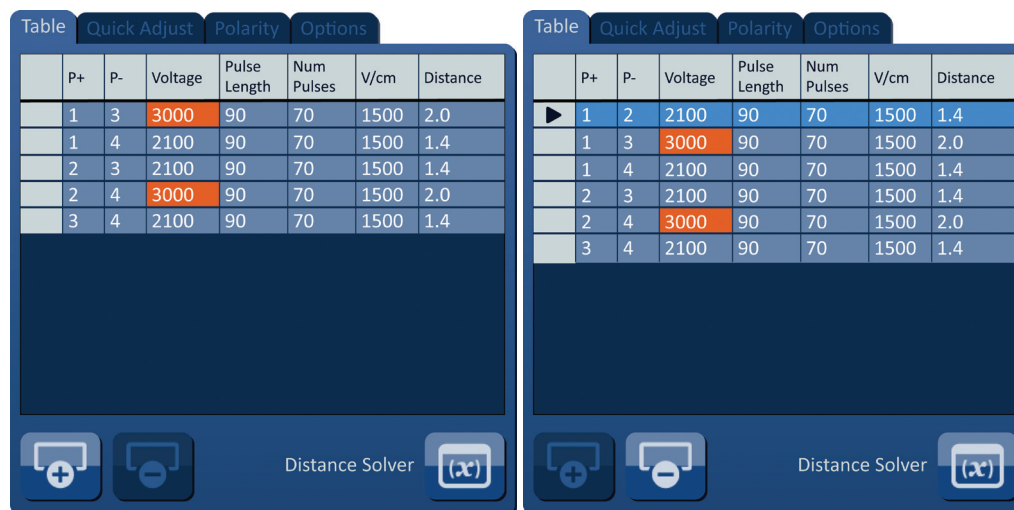 Table Quick Adjust Polarity Options
P+ P- Voltage Pulse Length Num Pulses V/cm Distance
1 3 3000 90 70 1500 2.0
1 4 2100 90 70 1500 1.4
2 3 2100 90 70 1500 1.4
2 4 3000 90 70 1500 2.0
3 4 2100 90 70 1500 1.4
Distance Solver (x)
Table Quick Adjust Polarity Options
P+ P- Voltage Pulse Length Num Pulses V/cm Distance
1 2 2100 90 70 1500 1.4
1 3 3000 90 70 1500 2.0
1 4 2100 90 70 1500 1.4
2 3 2100 90 70 1500 1.4
2 4 3000 90 70 1500 2.0
3 4 2100 90 70 1500 1.4
Distance Solver (x)